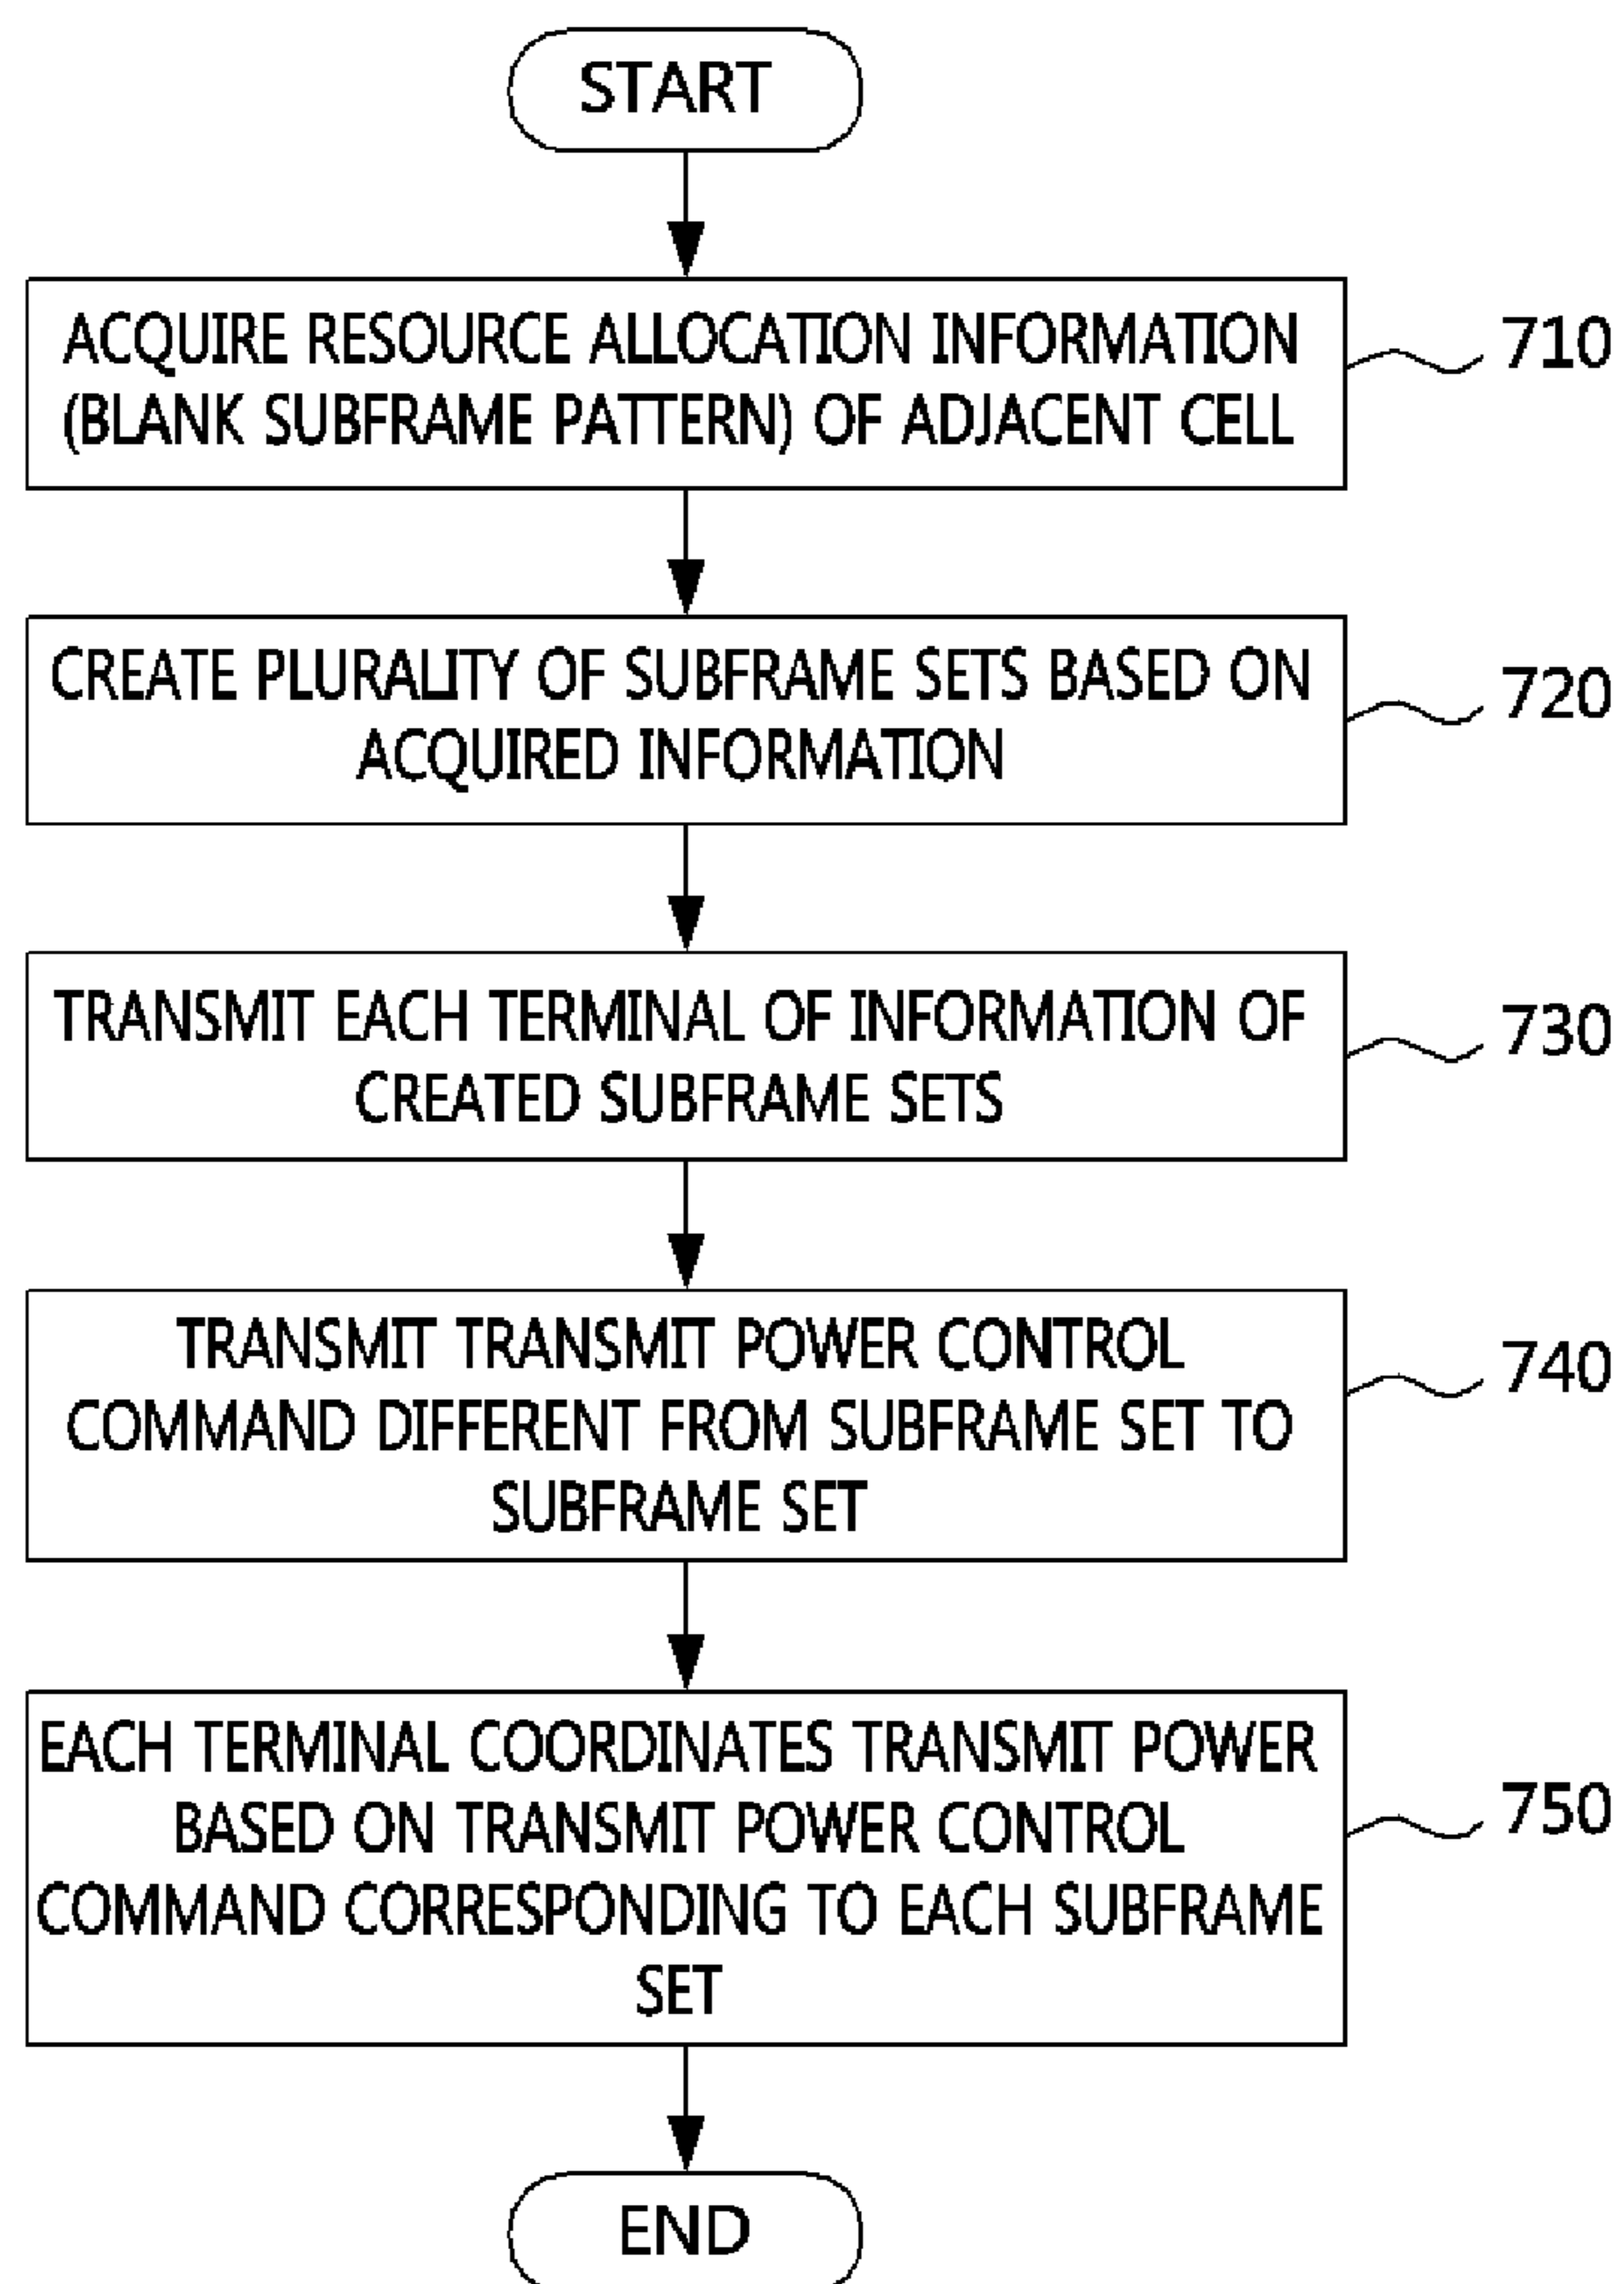 START
ACQUIRE RESOURCE ALLOCATION INFORMATION
(BLANK SUBFRAME PATTERN) OF ADJACENT CELL
710
CREATE PLURALITY OF SUBFRAME SETS BASED ON
ACQUIRED INFORMATION
720
TRANSMIT EACH TERMINAL OF INFORMATION OF
CREATED SUBFRAME SETS
730
TRANSMIT TRANSMIT POWER CONTROL
COMMAND DIFFERENT FROM SUBFRAME SET TO
SUBFRAME SET
740
EACH TERMINAL COORDINATES TRANSMIT POWER
BASED ON TRANSMIT POWER CONTROL
COMMAND CORRESPONDING TO EACH SUBFRAME
SET
750
END